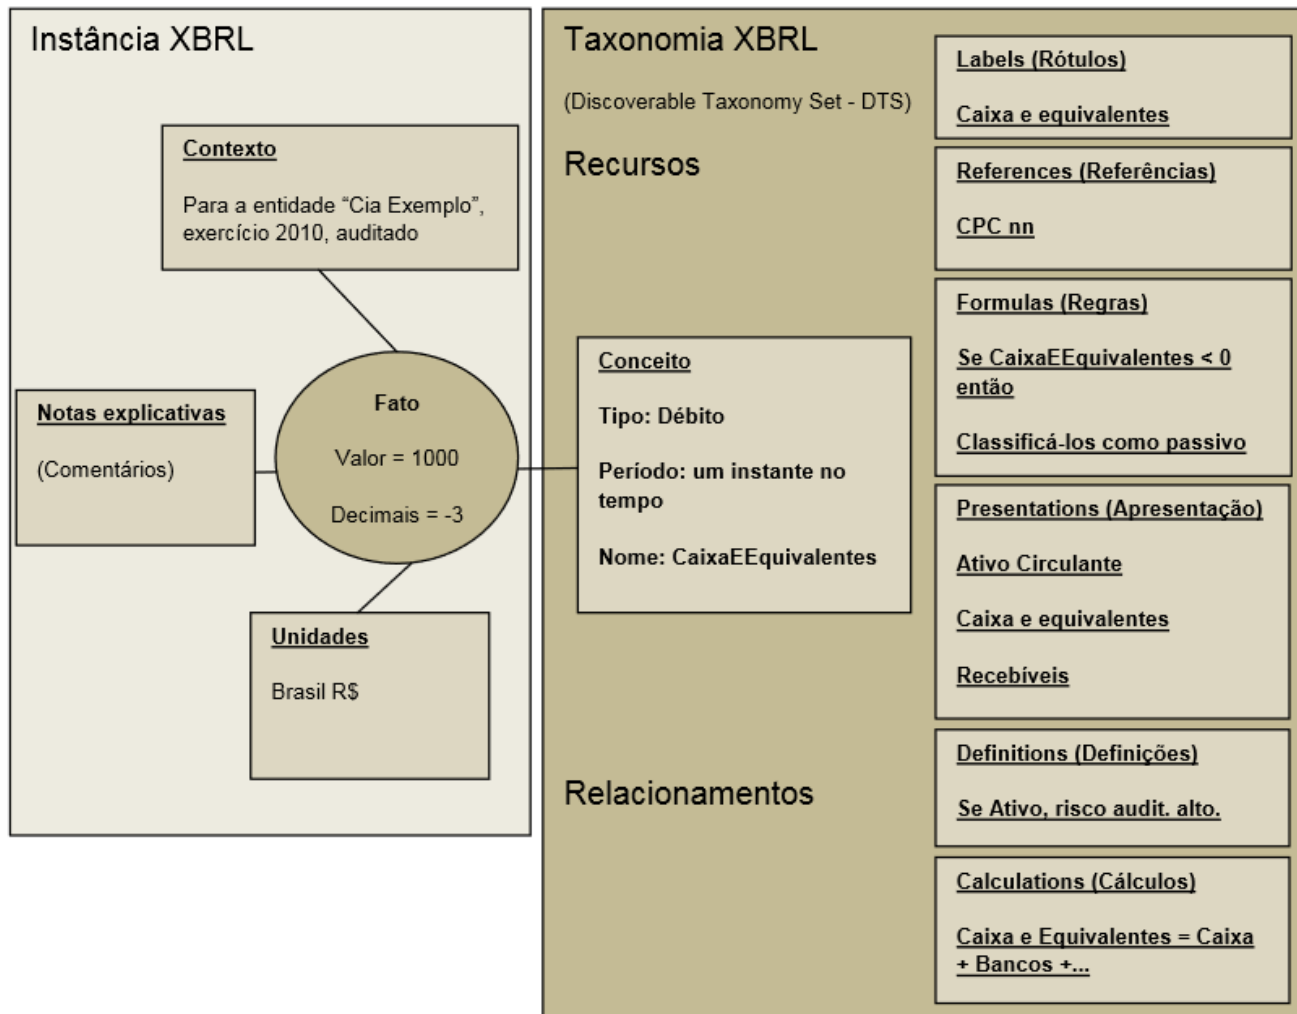 Instância XBRL
Contexto
Para a entidade “Cia Exemplo”,
exercício 2010, auditado
Notas explicativas
(Comentários)
Fato
Valor = 1000
Decimais = -3
Unidades
Brasil R$
Taxonomia XBRL
(Discoverable Taxonomy Set - DTS)
Recursos
Conceito
Tipo: Débito
Período: um instante no
tempo
Nome: CaixaEEquivalentes
Relacionamentos
Labels (Rótulos)
Caixa e equivalentes
References (Referências)
CPC nn
Formulas (Regras)
Se CaixaEEquivalentes < 0
então
Classificá-los como passivo
Presentations (Apresentação)
Ativo Circulante
Caixa e equivalentes
Recebíveis
Definitions (Definições)
Se Ativo, risco audit. alto.
Calculations (Cálculos)
Caixa e Equivalentes = Caixa
+ Bancos +...